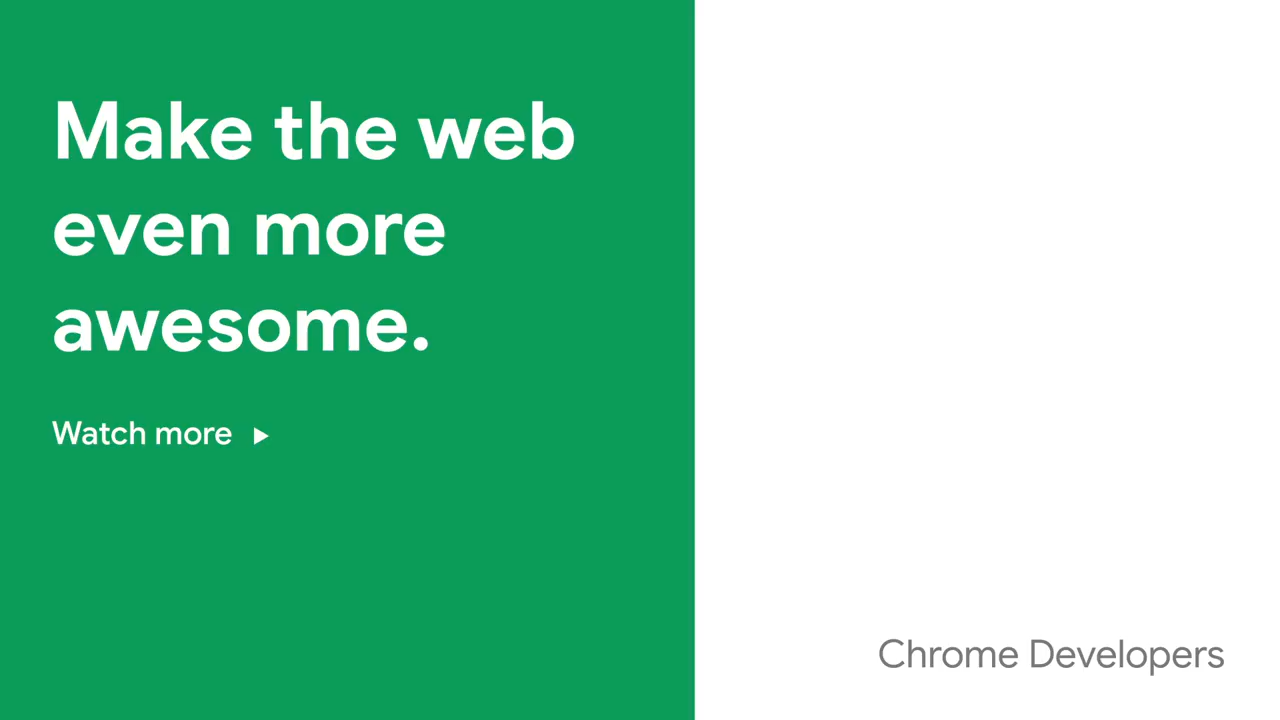 Make the web
even more
awesome.
Watch more
Chrome Developers